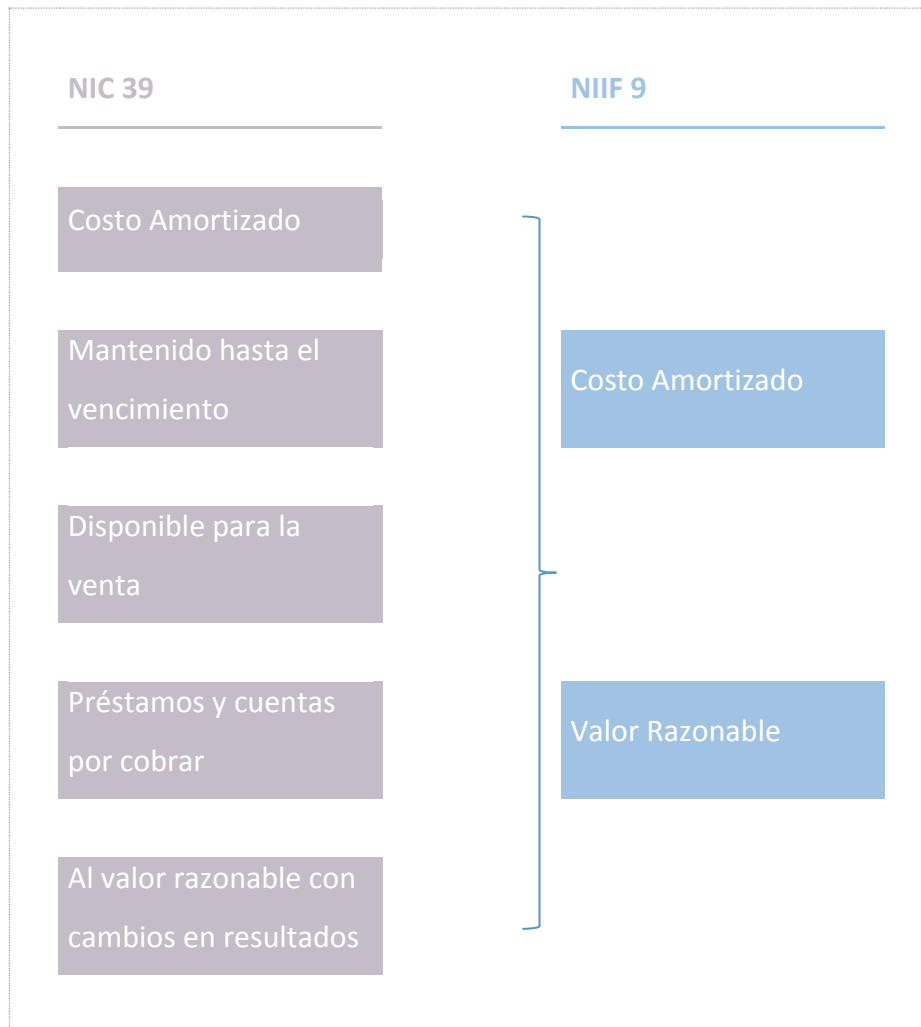 NIC 39
NIIF 9
Costo Amortizado
Mantenido hasta el
vencimiento
Costo Amortizado
Disponible para la
venta
Préstamos y cuentas
por cobrar
Valor Razonable
Al valor razonable con
cambios en resultados